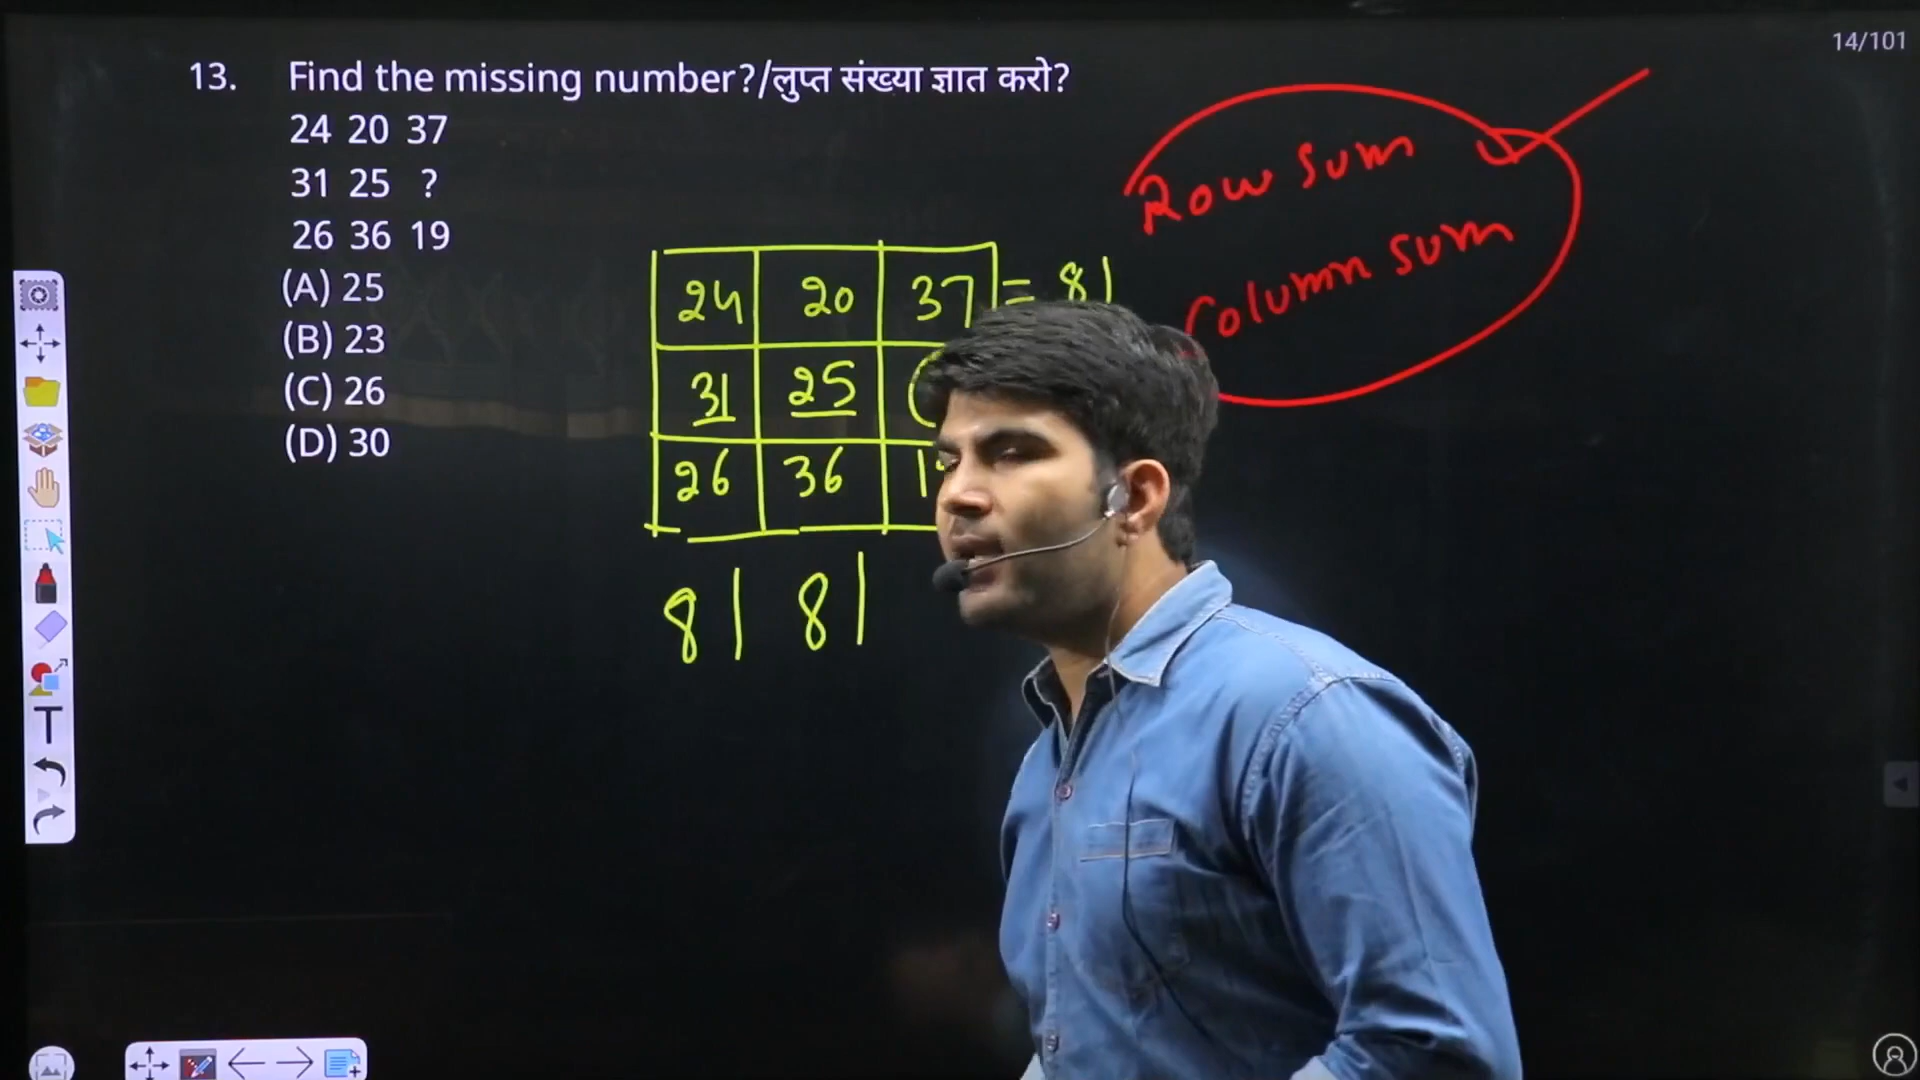 14/101
13. Find the missing number?/लुप्त संख्या ज्ञात करो?
24 20 37
31 25 ?
26 36 19
(A) 25
(B) 23
(C) 26
(D) 30
Row sum
Column sum
24 20 37 = 81
31 25
26 36
81 81
T